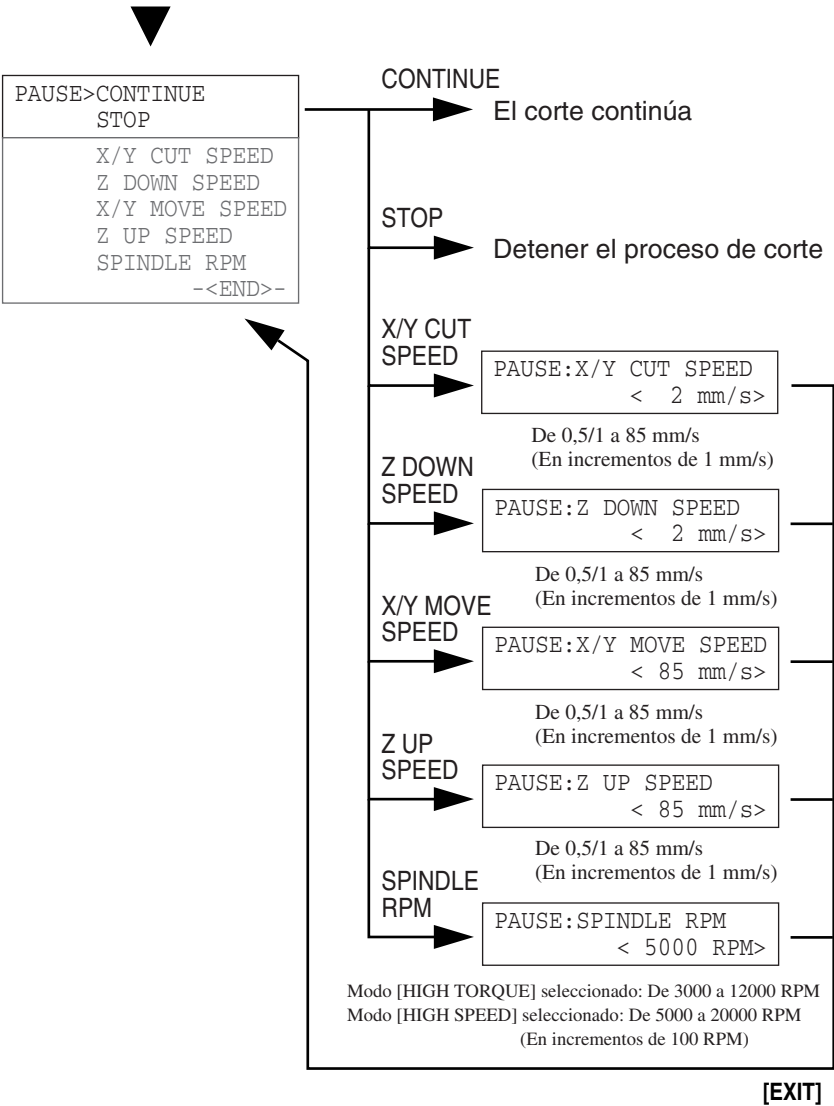 PAUSE>CONTINUE
STOP
X/Y CUT SPEED
Z DOWN SPEED
X/Y MOVE SPEED
Z UP SPEED
SPINDLE RPM
-<END>-
CONTINUE
El corte continúa
STOP
Detener el proceso de corte
X/Y CUT
SPEED
PAUSE:X/Y CUT SPEED
< 2 mm/s>
De 0,5/1 a 85 mm/s
(En incrementos de 1 mm/s)
Z DOWN
SPEED
PAUSE:Z DOWN SPEED
< 2 mm/s>
De 0,5/1 a 85 mm/s
(En incrementos de 1 mm/s)
X/Y MOVE
SPEED
PAUSE:X/Y MOVE SPEED
< 85 mm/s>
De 0,5/1 a 85 mm/s
(En incrementos de 1 mm/s)
Z UP
SPEED
PAUSE:Z UP SPEED
< 85 mm/s>
De 0,5/1 a 85 mm/s
(En incrementos de 1 mm/s)
SPINDLE
RPM
PAUSE:SPINDLE RPM
< 5000 RPM>
Modo [HIGH TORQUE] seleccionado: De 3000 a 12000 RPM
Modo [HIGH SPEED] seleccionado: De 5000 a 20000 RPM
(En incrementos de 100 RPM)
[EXIT]